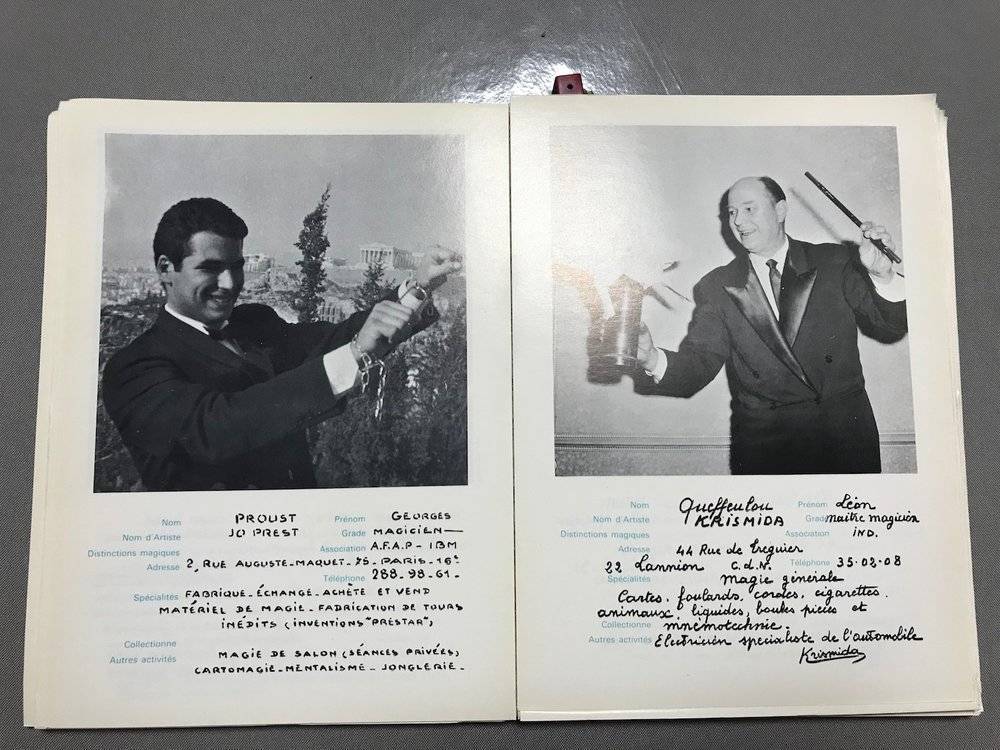 Nom PROUST Prénom GEORGES
Nom d'Artiste JO PREST Grade MAGICIEN
Distinctions magiques Association A.F.A.P - IBM
Adresse 2, RUE AUGUSTE-MAQUET-75-PARIS-16e
Téléphone 288-98-61-
Spécialités FABRIQUE-ÉCHANGE-ACHÈTE ET VEND
MATÉRIEL DE MAGIE-FABRICATION DE TOURS
INÉDITS (INVENTIONS "PRESTAR")
Collectionne
Autres activités MAGIE DE SALON (SÉANCES PRIVÉES)
CARTOMAGIE-MENTALISME-JONGLERIE-
Nom Queffeulou Prénom Léon
Nom d'Artiste KRISMIDA Grade maître magicien
Distinctions magiques Association IND.
Adresse 44 Rue de Treguier
22 Lannion C.d.N. Téléphone 35-02-08
Spécialités Magie générale
Cartes. foulards, cordes, cigarettes.
animaux, liquides, boules pièces et
mnémotechnie.
Collectionne
Autres activités Electricien specialiste de l'automobile
Krismida